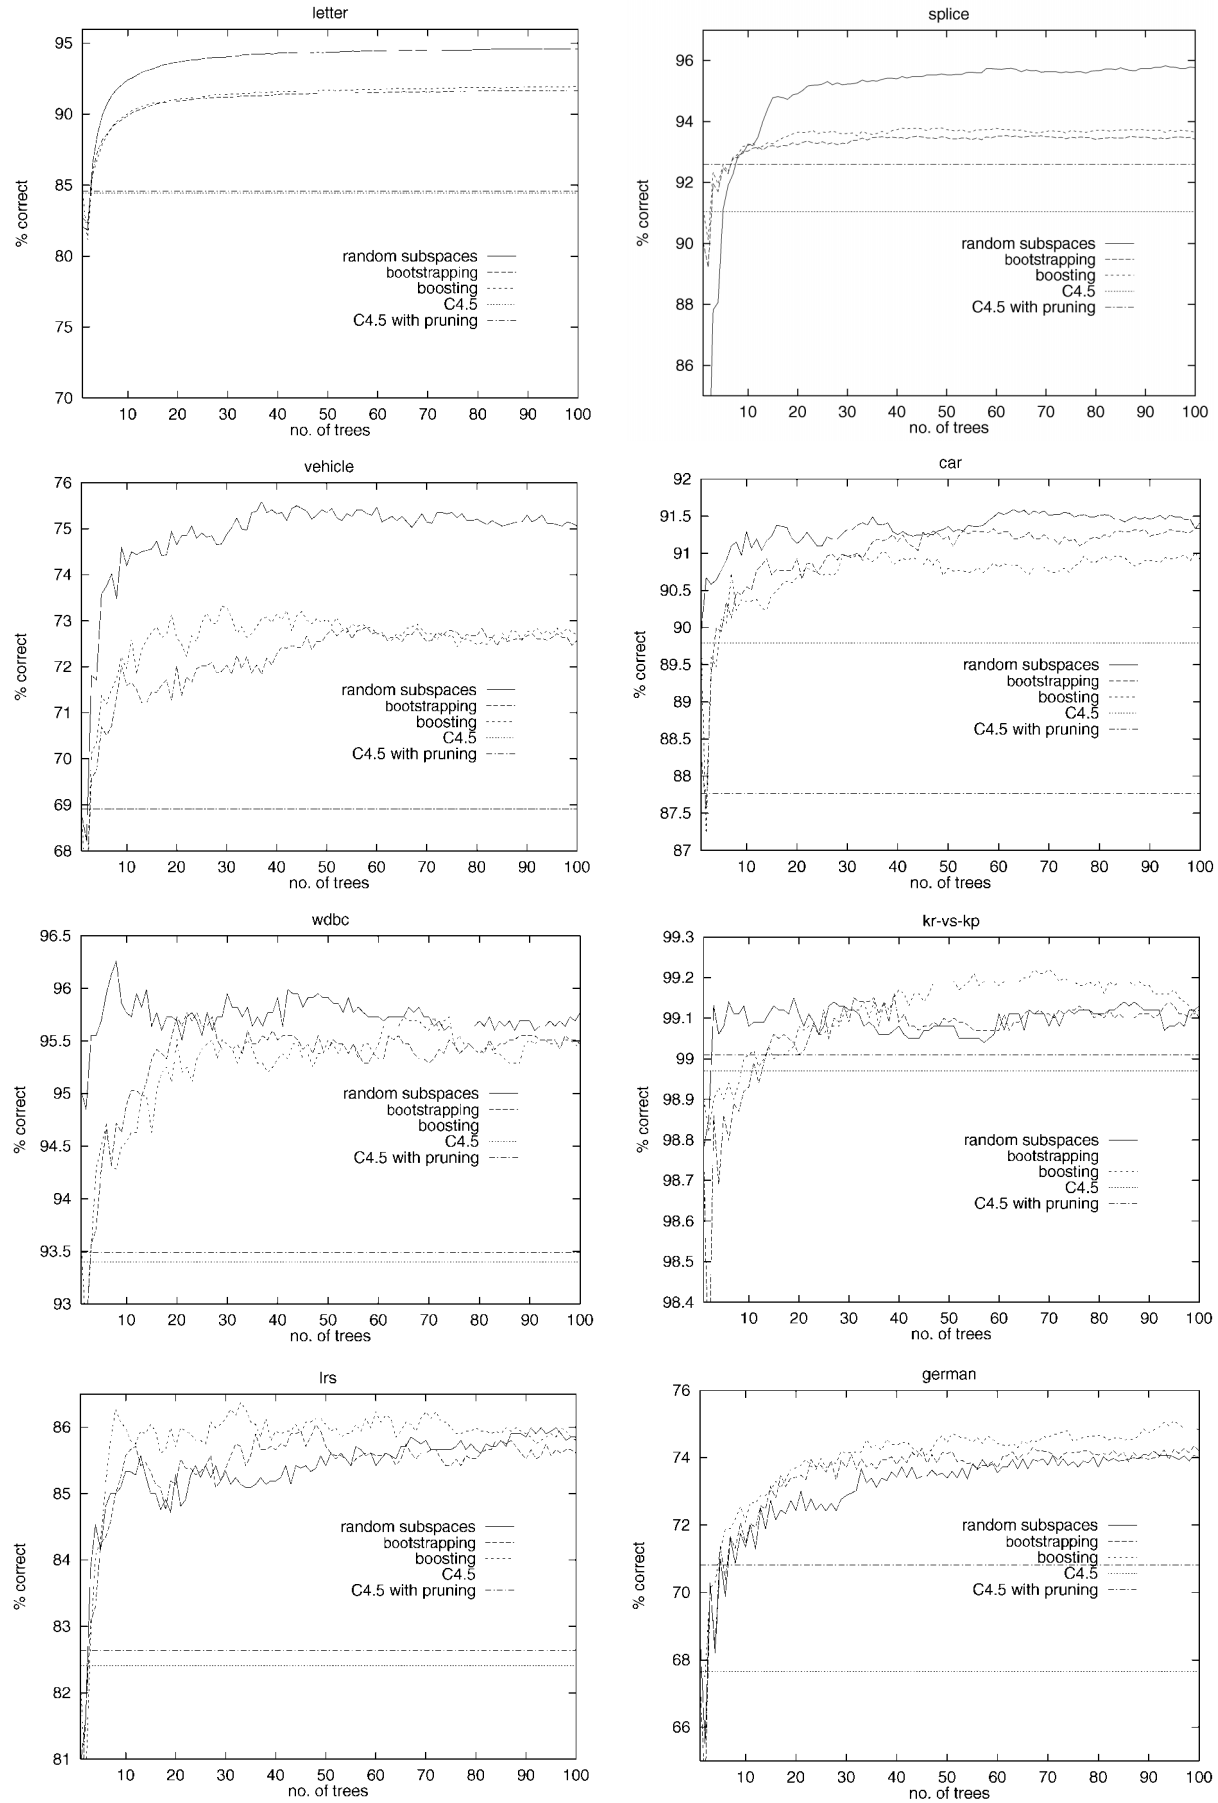 letter
% correct
95
90
85
80
75
70
random subspaces
bootstrapping
boosting
C4.5
C4.5 with pruning
10 20 30 40 50 60 70 80 90 100
no. of trees
splice
% correct
96
94
92
90
88
86
random subspaces
bootstrapping
boosting
C4.5
C4.5 with pruning
10 20 30 40 50 60 70 80 90 100
no. of trees
vehicle
% correct
76
75
74
73
72
71
70
69
68
random subspaces
bootstrapping
boosting
C4.5
C4.5 with pruning
10 20 30 40 50 60 70 80 90 100
no. of trees
car
% correct
92
91.5
91
90.5
90
89.5
89
88.5
88
87.5
87
random subspaces
bootstrapping
boosting
C4.5
C4.5 with pruning
10 20 30 40 50 60 70 80 90 100
no. of trees
wdbc
% correct
96.5
96
95.5
95
94.5
94
93.5
93
random subspaces
bootstrapping
boosting
C4.5
C4.5 with pruning
10 20 30 40 50 60 70 80 90 100
no. of trees
kr-vs-kp
% correct
99.3
99.2
99.1
99
98.9
98.8
98.7
98.6
98.5
98.4
random subspaces
bootstrapping
boosting
C4.5
C4.5 with pruning
10 20 30 40 50 60 70 80 90 100
no. of trees
lrs
% correct
86
85
84
83
82
81
random subspaces
bootstrapping
boosting
C4.5
C4.5 with pruning
10 20 30 40 50 60 70 80 90 100
no. of trees
german
% correct
76
74
72
70
68
66
random subspaces
bootstrapping
boosting
C4.5
C4.5 with pruning
10 20 30 40 50 60 70 80 90 100
no. of trees